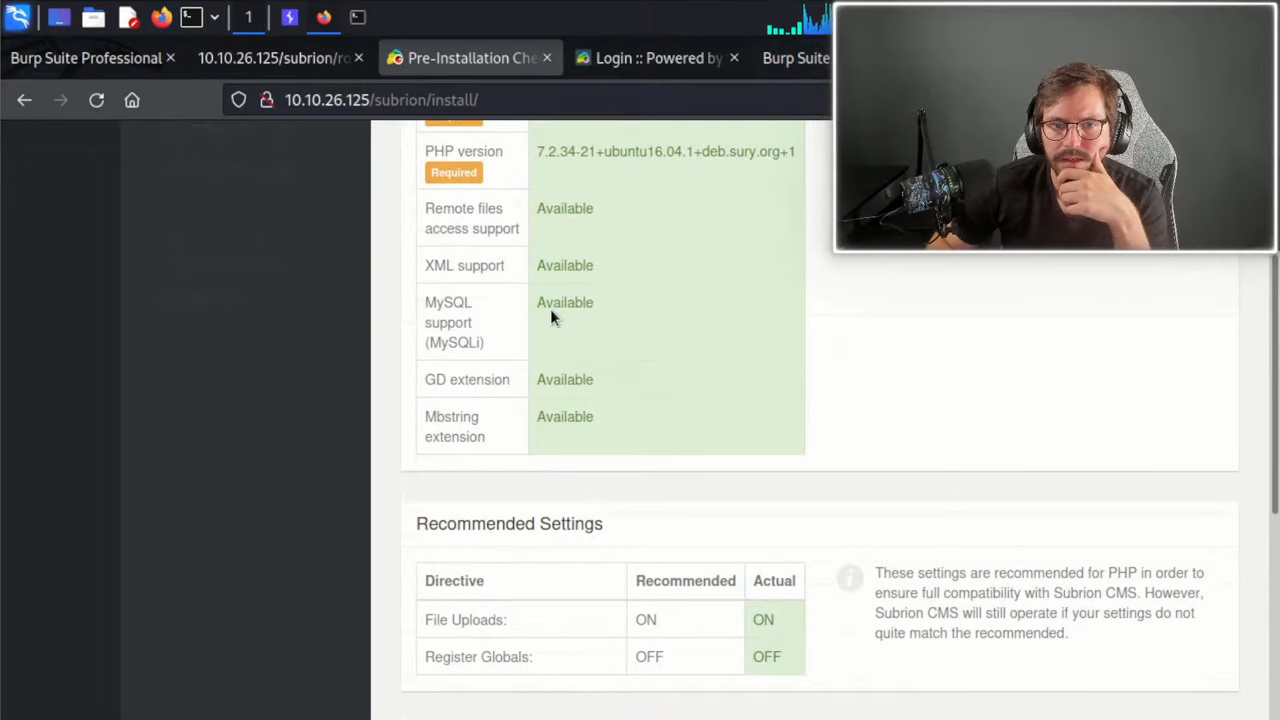 1
Burp Suite Professional
10.10.26.125/subrion/ro
Pre-Installation Che
Login :: Powered by
Burp Suite
10.10.26.125/subrion/install/
PHP version
7.2.34-21+ubuntu16.04.1+deb.sury.org+1
Required
Remote files
access support
Available
XML support
Available
MySQL
support
(MySQLi)
Available
GD extension
Available
Mbstring
extension
Available
Recommended Settings
Directive
Recommended
Actual
File Uploads:
ON
ON
Register Globals:
OFF
OFF
These settings are recommended for PHP in order to
ensure full compatibility with Subrion CMS. However,
Subrion CMS will still operate if your settings do not
quite match the recommended.